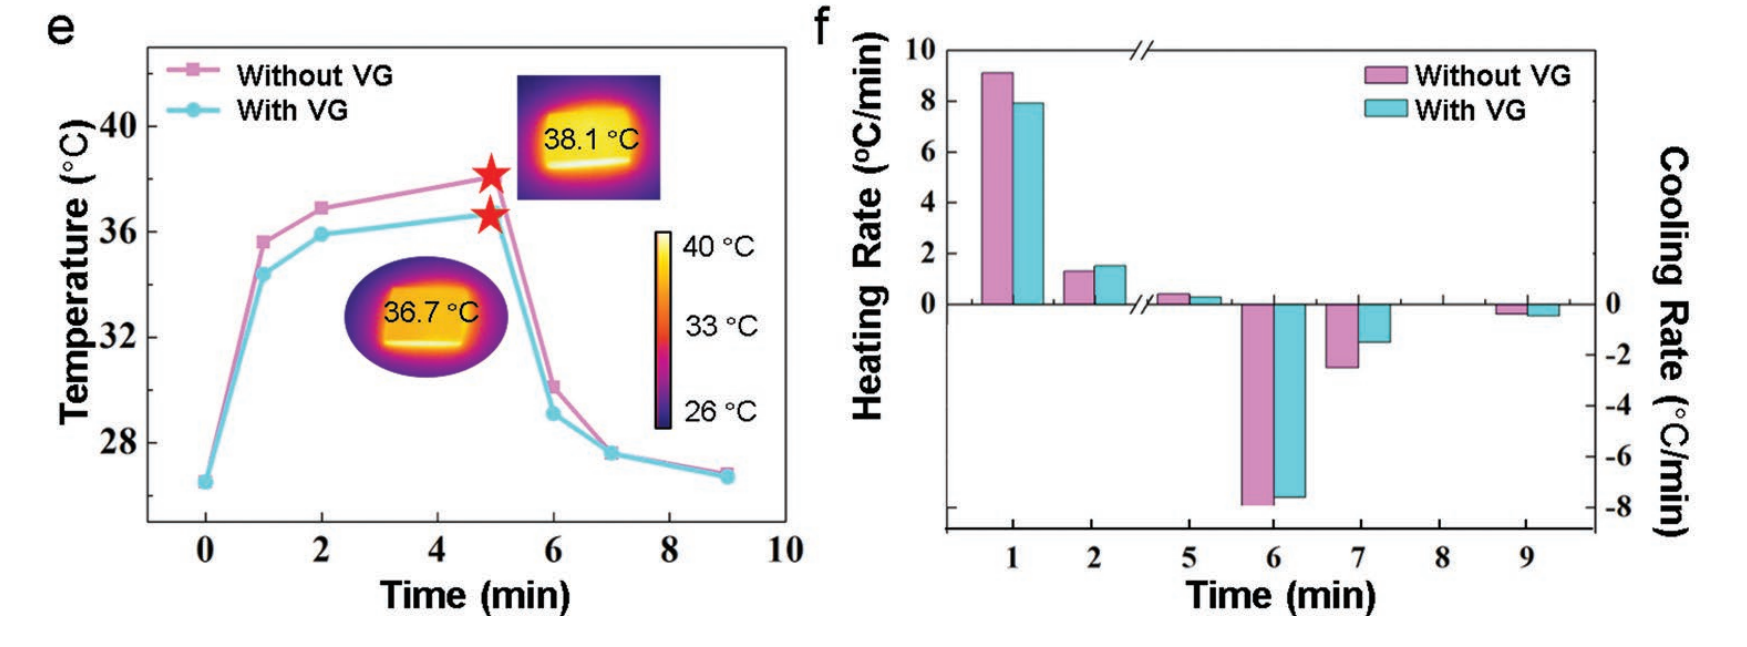 e
Without VG
With VG
38.1 °C
36.7 °C
40 °C
33 °C
26 °C
Temperature (°C)
40
36
32
28
0 2 4 6 8 10
Time (min)
f
Without VG
With VG
Heating Rate (ºC/min)
10
8
6
4
2
0
0
-2
-4
-6
-8
Cooling Rate (°C/min)
1 2 5 6 7 8 9
Time (min)